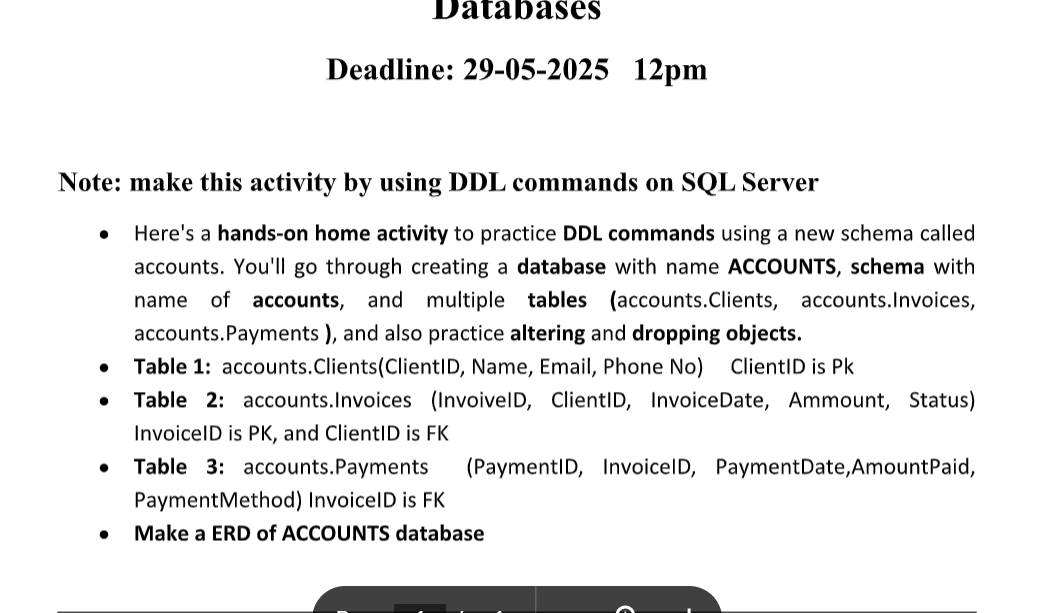 Databases
Deadline: 29-05-2025 12pm
Note: make this activity by using DDL commands on SQL Server
• Here's a hands-on home activity to practice DDL commands using a new schema called
accounts. You'll go through creating a database with name ACCOUNTS, schema with
name of accounts, and multiple tables (accounts.Clients, accounts.Invoices,
accounts.Payments ), and also practice altering and dropping objects.
• Table 1: accounts.Clients(ClientID, Name, Email, Phone No) ClientID is Pk
• Table 2: accounts.Invoices (InvoiveID, ClientID, InvoiceDate, Ammount, Status)
InvoiceID is PK, and ClientID is FK
• Table 3: accounts.Payments (PaymentID, InvoiceID, PaymentDate,AmountPaid,
PaymentMethod) InvoiceID is FK
• Make a ERD of ACCOUNTS database